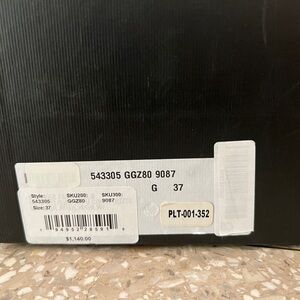 543305 GGZ80 9087
G 37
PLT-001-352
Style: SKU200: SKU300:
543305 GGZ80 9087
Size: 37
$1,140.00